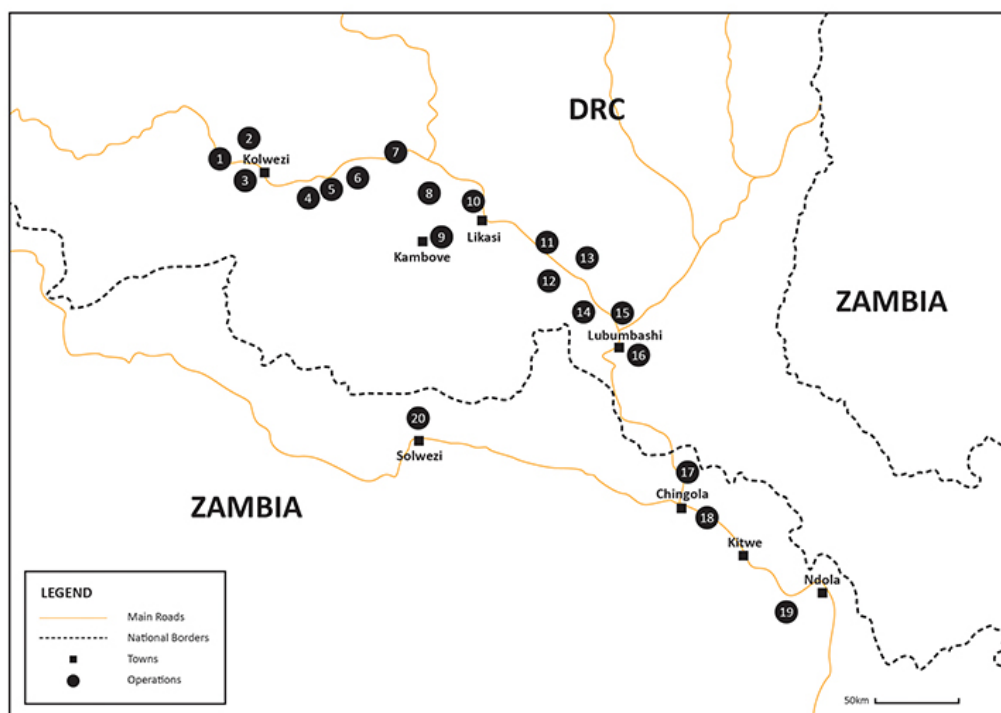 DRC
2
Kolwezi
1
3
7
6
5
4
8
10
Likasi
9
Kambove
11
13
12
14
15
Lubumbashi
16
ZAMBIA
20
Solwezi
17
Chingola
18
Kitwe
Ndola
19
ZAMBIA
LEGEND
Main Roads
National Borders
Towns
Operations
50km